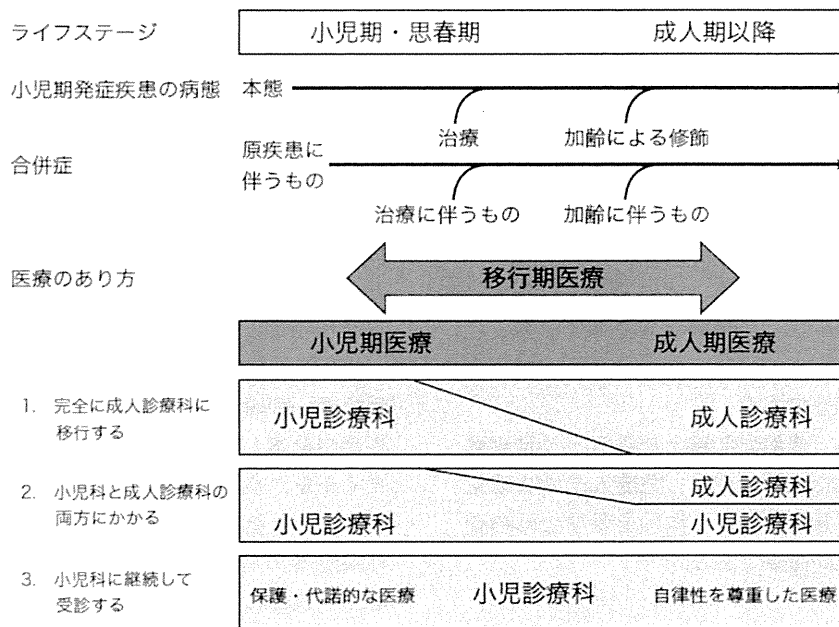 ライフステージ 小児期・思春期 成人期以降
小児期発症疾患の病態 本態
治療 加齢による修飾
合併症 原疾患に
伴うもの
治療に伴うもの 加齢に伴うもの
医療のあり方 移行期医療
小児期医療 成人期医療
1. 完全に成人診療科に
移行する
小児診療科 成人診療科
2. 小児科と成人診療科の
両方にかかる
成人診療科
小児診療科 小児診療科
3. 小児科に継続して
受診する
保護・代諾的な医療 小児診療科 自律性を尊重した医療